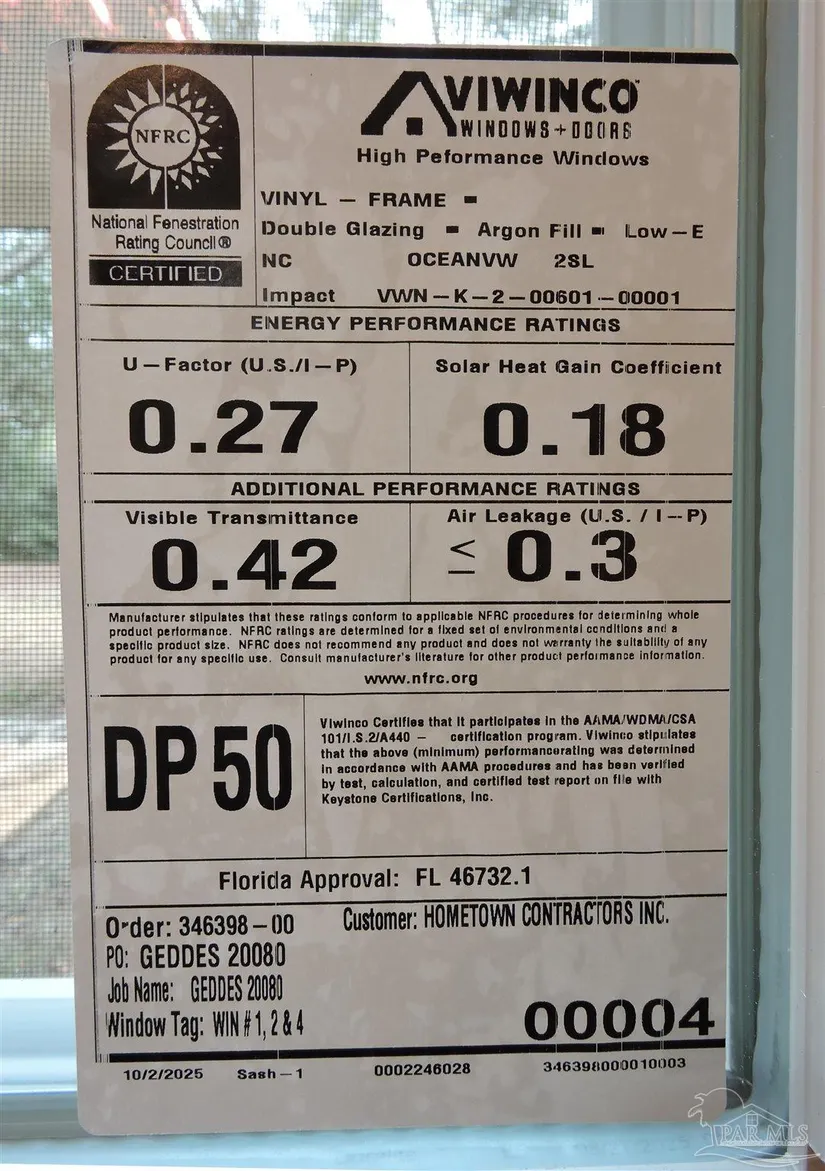 NFRC
National Fenestration
Rating Council®
CERTIFIED
VIWINCO™
WINDOWS+DOORS
High Peformance Windows
VINYL – FRAME -
Double Glazing - Argon Fill - Low–E
NC OCEANVW 2SL
Impact VWN–K–2–00601–00001
ENERGY PERFORMANCE RATINGS
U–Factor (U.S./I–P)
0.27
Solar Heat Gain Coefficient
0.18
ADDITIONAL PERFORMANCE RATINGS
Visible Transmittance
0.42
Air Leakage (U.S. / I–P)
≤ 0.3
Manufacturer stipulates that these ratings conform to applicable NFRC procedures for determining whole
product performance. NFRC ratings are determined for a fixed set of environmental conditions and a
specific product size. NFRC does not recommend any product and does not warranty the suitability of any
product for any specific use. Consult manufacturer's literature for other product performance information.
www.nfrc.org
DP 50
Viwinco Certifies that it participates in the AAMA/WDMA/CSA
101/I.S.2/A440 – certification program. Viwinco stipulates
that the above (minimum) performancerating was determined
in accordance with AAMA procedures and has been verified
by test, calculation, and certified test report on file with
Keystone Certifications, Inc.
Florida Approval: FL 46732.1
Order: 346398–00 Customer: HOMETOWN CONTRACTORS INC.
PO: GEDDES 20080
Job Name: GEDDES 20080
Window Tag: WIN # 1, 2 & 4
00004
10/2/2025 Sash–1 0002246028 346398000010003
PAR MLS